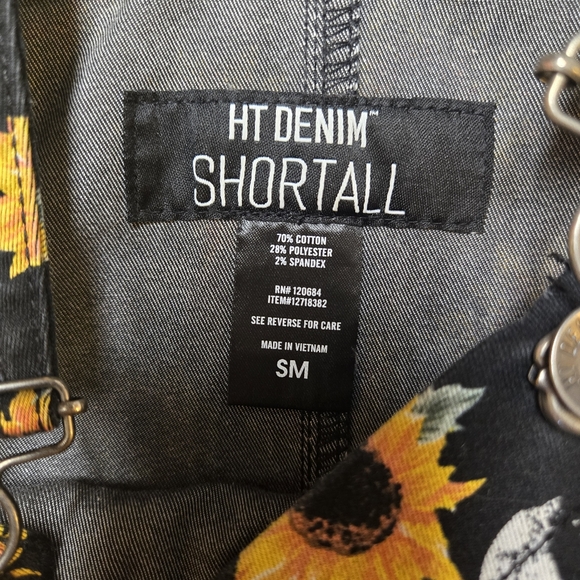 HT DENIM™
SHORTALL
70% COTTON
28% POLYESTER
2% SPANDEX
RN# 120684
ITEM#12718382
SEE REVERSE FOR CARE
MADE IN VIETNAM
SM